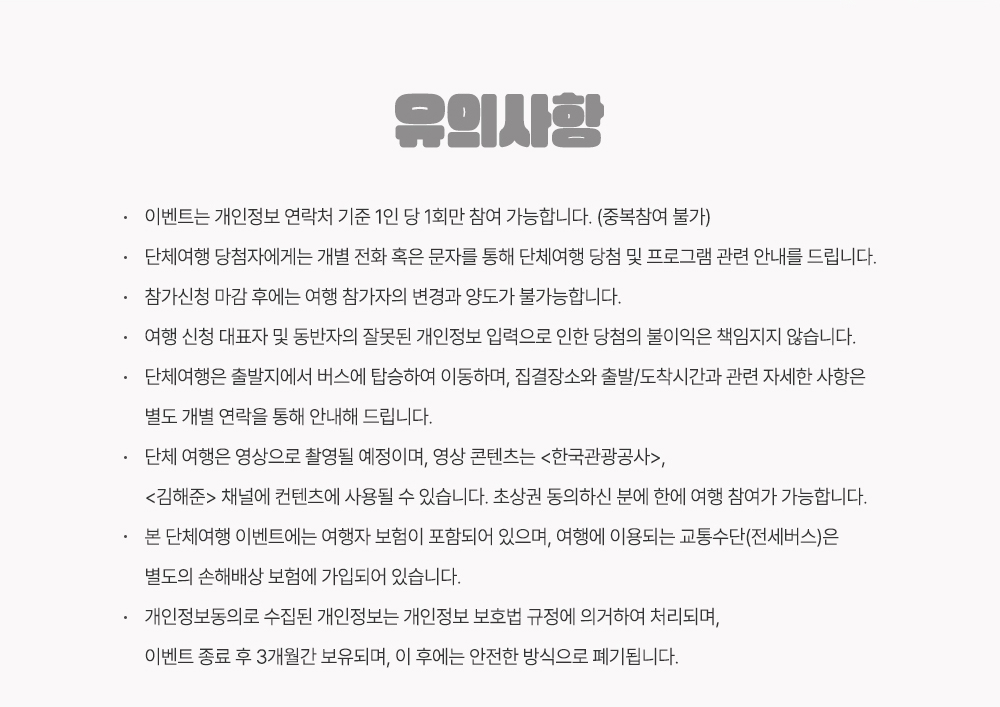 유의사항
· 이벤트는 개인정보 연락처 기준 1인 당 1회만 참여 가능합니다. (중복참여 불가)
· 단체여행 당첨자에게는 개별 전화 혹은 문자를 통해 단체여행 당첨 및 프로그램 관련 안내를 드립니다.
· 참가신청 마감 후에는 여행 참가자의 변경과 양도가 불가능합니다.
· 여행 신청 대표자 및 동반자의 잘못된 개인정보 입력으로 인한 당첨의 불이익은 책임지지 않습니다.
· 단체여행은 출발지에서 버스에 탑승하여 이동하며, 집결장소와 출발/도착시간과 관련 자세한 사항은
별도 개별 연락을 통해 안내해 드립니다.
· 단체 여행은 영상으로 촬영될 예정이며, 영상 콘텐츠는 <한국관광공사>,
<김해준> 채널에 컨텐츠에 사용될 수 있습니다. 초상권 동의하신 분에 한에 여행 참여가 가능합니다.
· 본 단체여행 이벤트에는 여행자 보험이 포함되어 있으며, 여행에 이용되는 교통수단(전세버스)은
별도의 손해배상 보험에 가입되어 있습니다.
· 개인정보동의로 수집된 개인정보는 개인정보 보호법 규정에 의거하여 처리되며,
이벤트 종료 후 3개월간 보유되며, 이 후에는 안전한 방식으로 폐기됩니다.